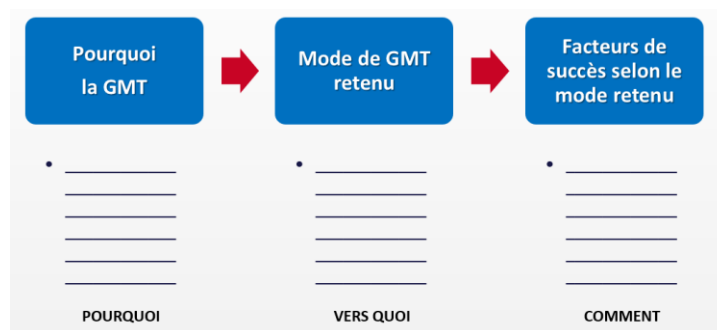 Pourquoi
la GMT
Mode de GMT
retenu
Facteurs de
succès selon le
mode retenu
POURQUOI
VERS QUOI
COMMENT